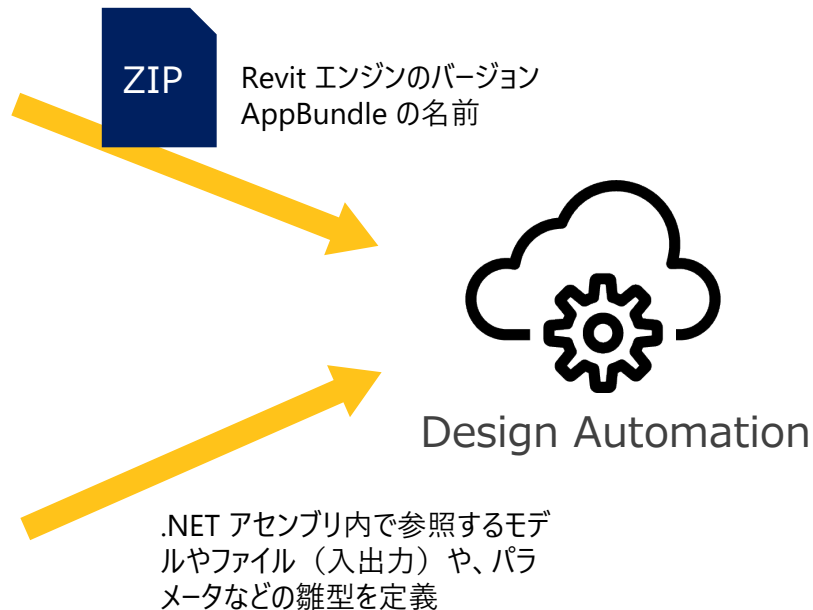 ZIP
Revit エンジンのバージョン
AppBundle の名前
Design Automation
.NET アセンブリ内で参照するモデ
ルやファイル（入出力）や、パラ
メータなどの雛型を定義